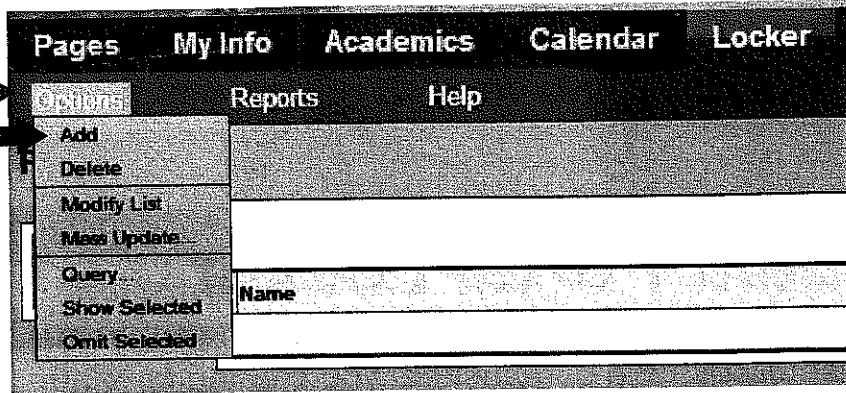 Pages My Info Academics Calendar Locker
Options Reports Help
Add
Delete
Modify List
Mass Update...
Query...
Show Selected
Name
Omit Selected